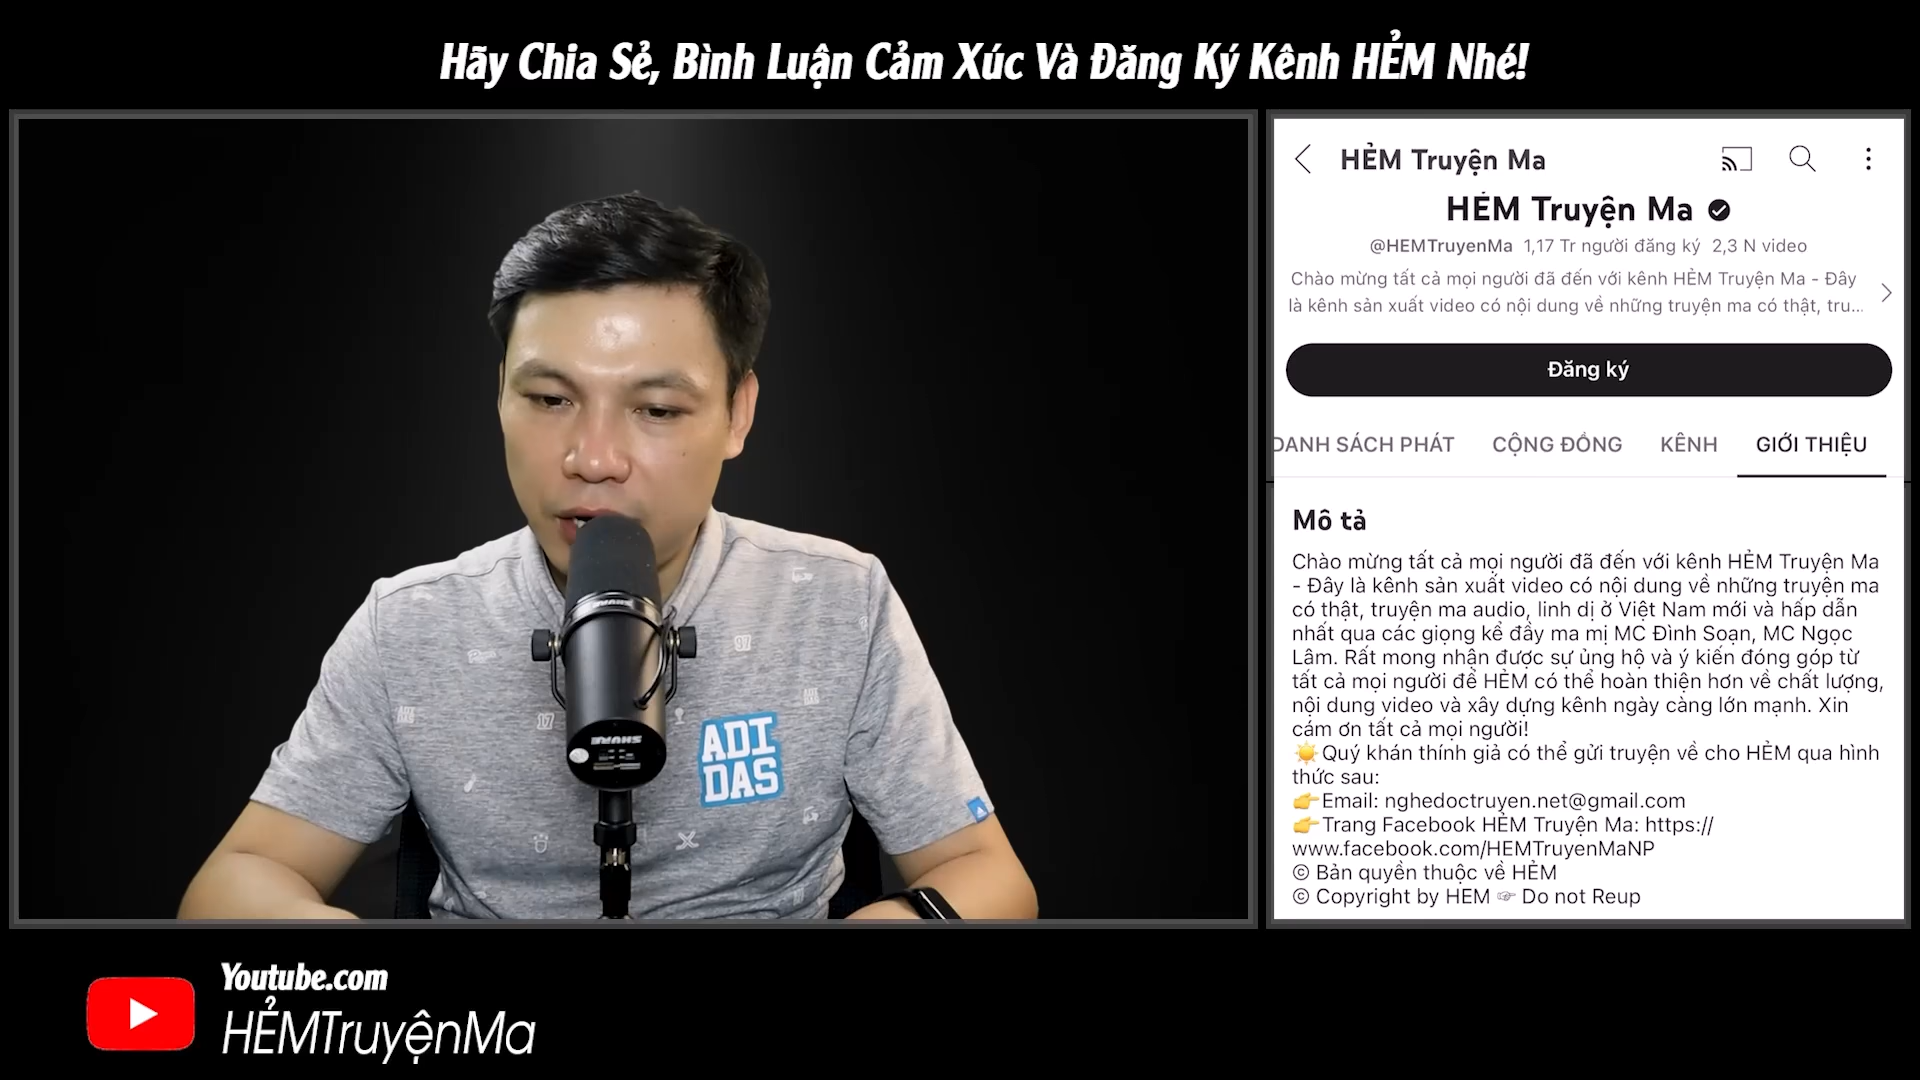 Hãy Chia Sẻ, Bình Luận Cảm Xúc Và Đăng Ký Kênh HẺM Nhé!
HẺM Truyện Ma
HẺM Truyện Ma
@HEMTruyenMa 1,17 Tr người đăng ký 2,3 N video
Chào mừng tất cả mọi người đã đến với kênh HẺM Truyện Ma - Đây
là kênh sản xuất video có nội dung về những truyện ma có thật, tru...
Đăng ký
DANH SÁCH PHÁT CỘNG ĐỒNG KÊNH GIỚI THIỆU
Mô tả
Chào mừng tất cả mọi người đã đến với kênh HẺM Truyện Ma
- Đây là kênh sản xuất video có nội dung về những truyện ma
có thật, truyện ma audio, linh dị ở Việt Nam mới và hấp dẫn
nhất qua các giọng kể đầy ma mị MC Đình Soạn, MC Ngọc
Lâm. Rất mong nhận được sự ủng hộ và ý kiến đóng góp từ
tất cả mọi người để HẺM có thể hoàn thiện hơn về chất lượng,
nội dung video và xây dựng kênh ngày càng lớn mạnh. Xin
cám ơn tất cả mọi người!
☀️Quý khán thính giả có thể gửi truyện về cho HẺM qua hình
thức sau:
👉Email: nghedoctruyen.net@gmail.com
👉Trang Facebook HẺM Truyện Ma: https://
www.facebook.com/HEMTruyenMaNP
© Bản quyền thuộc về HẺM
© Copyright by HEM ☞ Do not Reup
SHURE
SHURE
97
17
ADI
DAS
Youtube.com
HẺMTruyệnMa